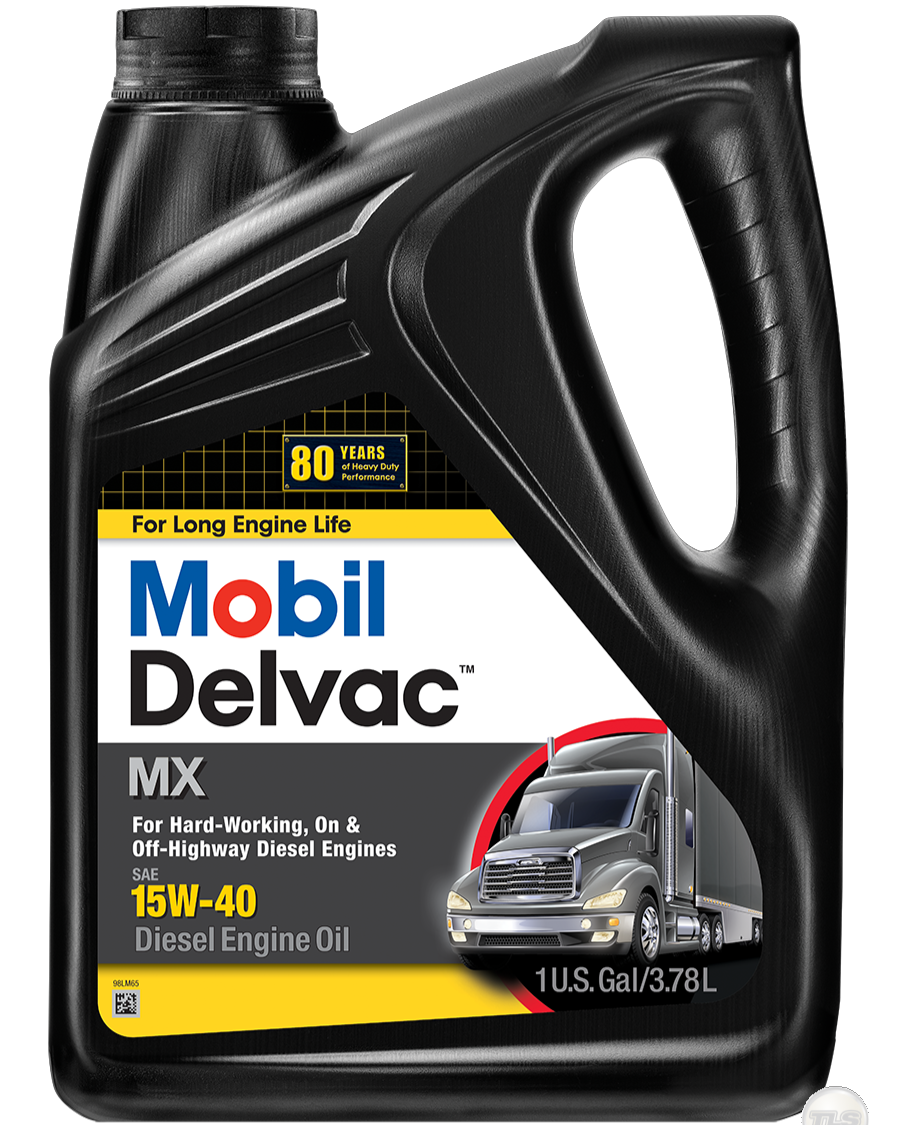 80 YEARS
of Heavy Duty
Performance
For Long Engine Life
Mobil
Delvac™
MX
For Hard-Working, On &
Off-Highway Diesel Engines
SAE
15W-40
Diesel Engine Oil
98LM65
1 U.S. Gal/3.78L
TLS